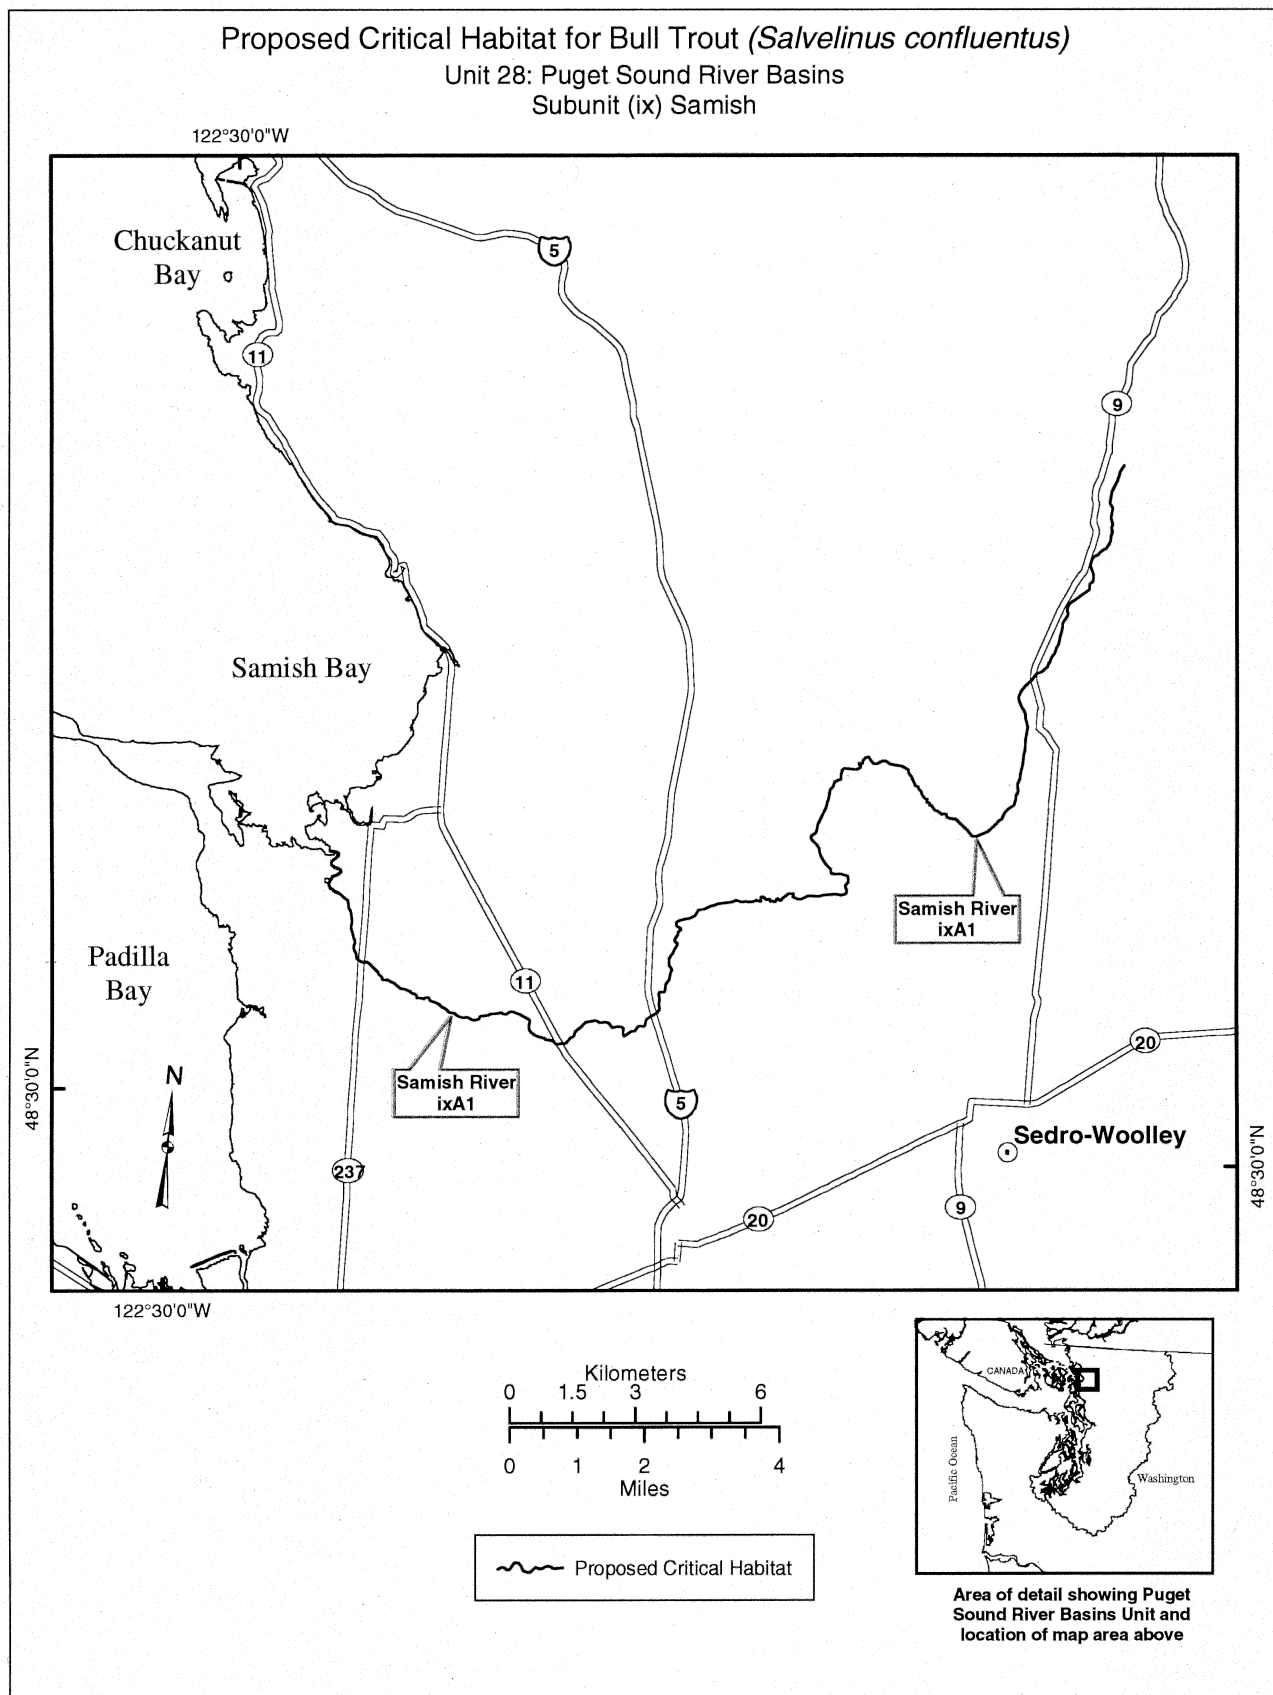 Proposed Critical Habitat for Bull Trout (Salvelinus confluentus)
Unit 28: Puget Sound River Basins
Subunit (ix) Samish
122°30'0"W
Chuckanut
Bay
5
11
9
Samish Bay
Samish River
ixA1
Padilla
Bay
11
20
48°30'0"N
N
Samish River
ixA1
5
Sedro-Woolley
48°30'0"N
237
20
9
122°30'0"W
Kilometers
0 1.5 3 6
0 1 2 4
Miles
CANADA
Pacific Ocean
Washington
Proposed Critical Habitat
Area of detail showing Puget
Sound River Basins Unit and
location of map area above